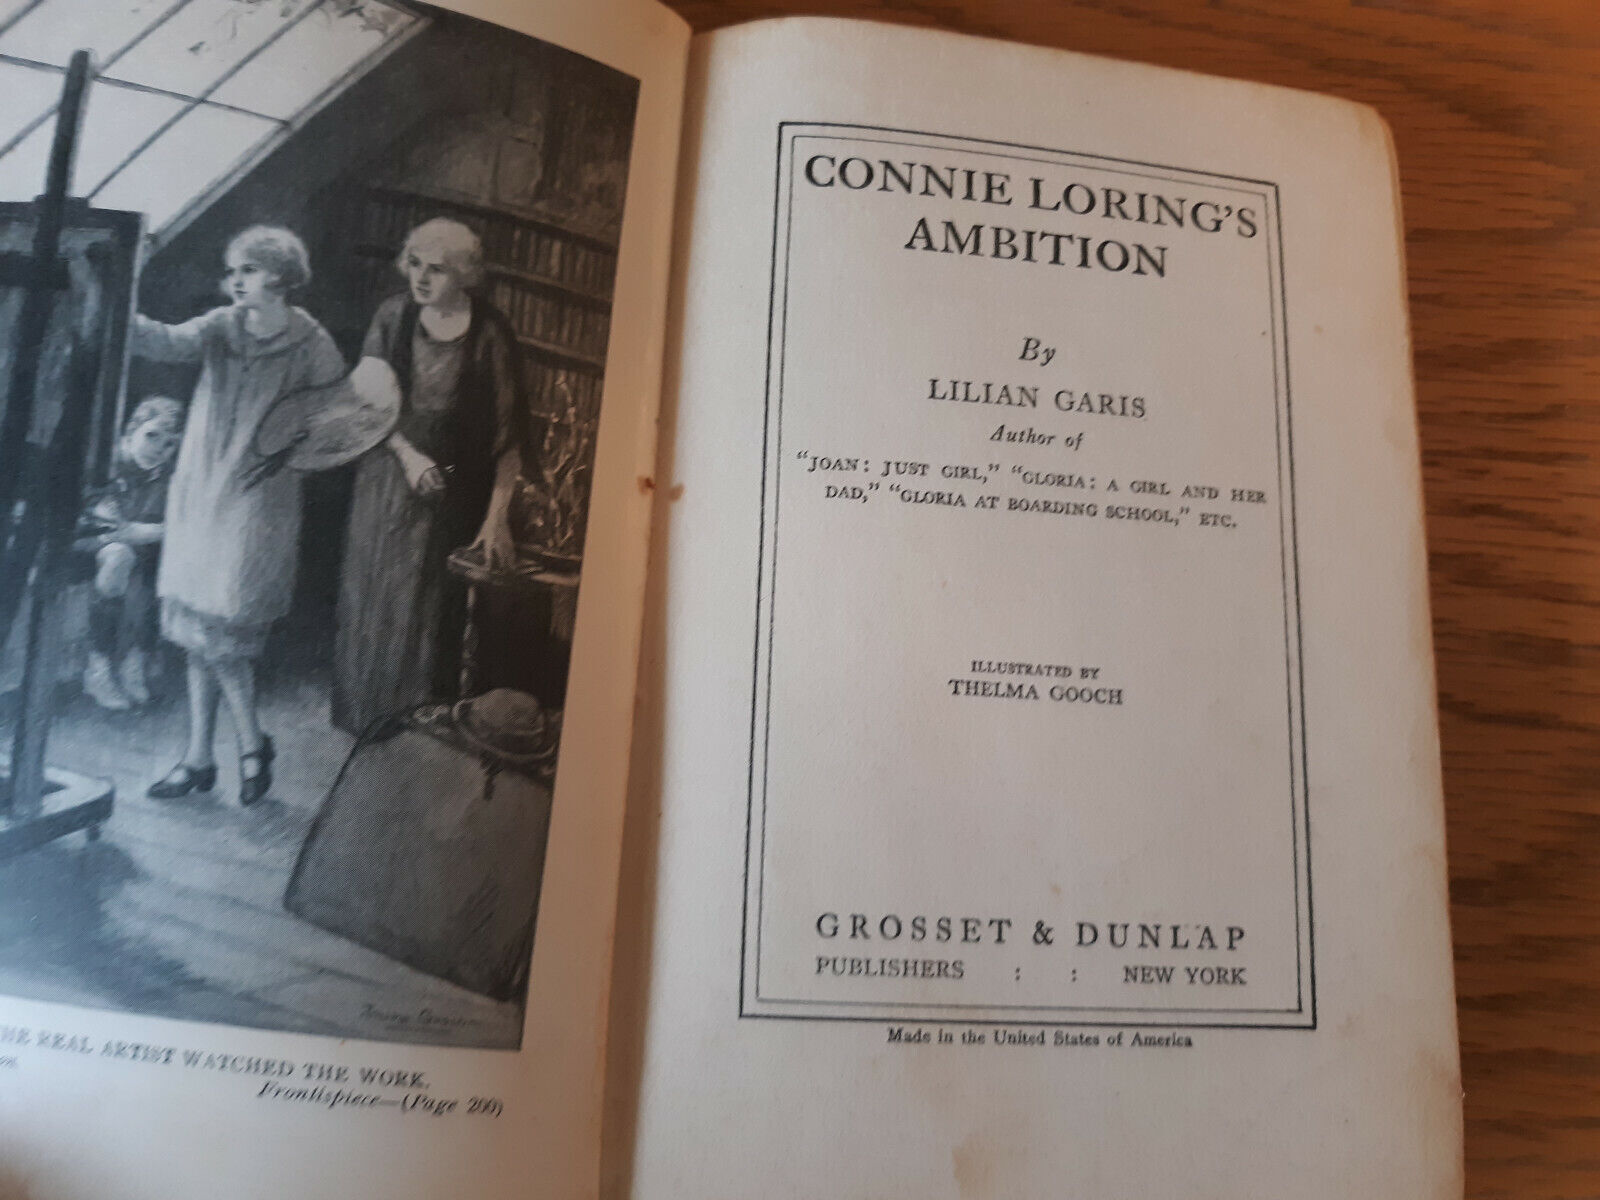 HE REAL ARTIST WATCHED THE WORK.
Frontispiece—(Page 200)
CONNIE LORING'S
AMBITION
By
LILIAN GARIS
Author of
"JOAN: JUST GIRL," "GLORIA: A GIRL AND HER
DAD," "GLORIA AT BOARDING SCHOOL," ETC.
ILLUSTRATED BY
THELMA GOOCH
GROSSET & DUNLAP
PUBLISHERS : : NEW YORK
Made in the United States of America